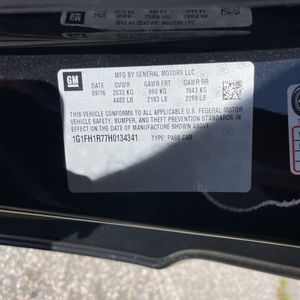 GM
MFD BY GENERAL MOTORS LLC
DATE GVWR GAWR FRT GAWR RR
09/16 2033 KG 990 KG 1043 KG
4482 LB 2183 LB 2299 LB
THIS VEHICLE CONFORMS TO ALL APPLICABLE U.S. FEDERAL MOTOR
VEHICLE SAFETY, BUMPER, AND THEFT PREVENTION STANDARDS IN
EFFECT ON THE DATE OF MANUFACTURE SHOWN ABOVE.
1G1FH1R77H0134341
TYPE: PASS CAR